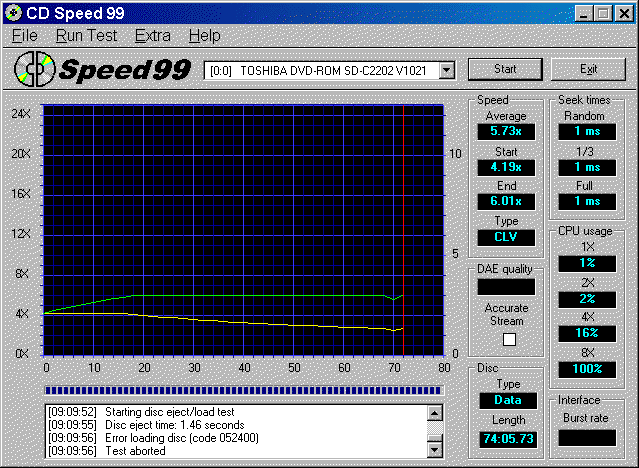 CD Speed 99
File Run Test Extra Help
Speed99 [0:0] TOSHIBA DVD-ROM SD-C2202 V1021 Start Exit
24X
20X
16X
12X
8X
4X
0X
10
5
2
0
0 10 20 30 40 50 60 70 80
[09:09:52] Starting disc eject/load test
[09:09:55] Disc eject time: 1.46 seconds
[09:09:56] Error loading disc (code 052400)
[09:09:56] Test aborted
Speed
Average
5.73x
Start
4.19x
End
6.01x
Type
CLV
DAE quality
Accurate
Stream
Disc
Type
Data
Length
74:05.73
Seek times
Random
1 ms
1/3
1 ms
Full
1 ms
CPU usage
1X
1%
2X
2%
4X
16%
8X
100%
Interface
Burst rate